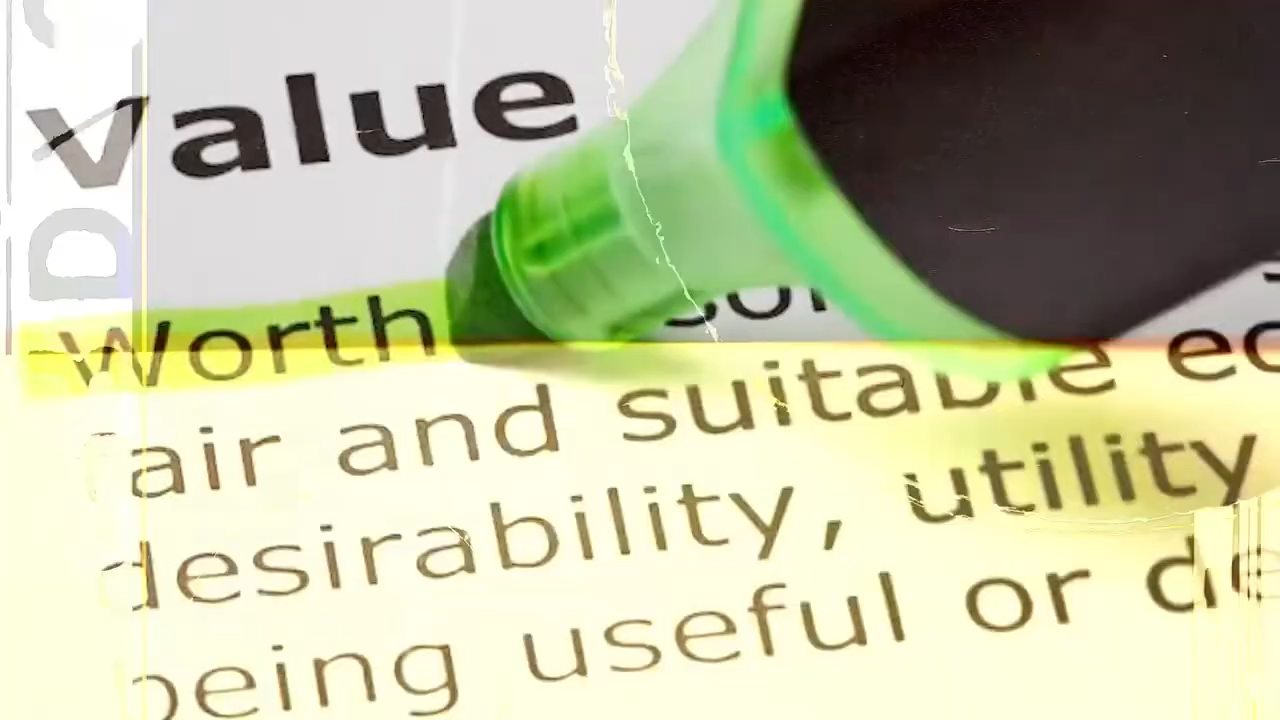 Value
Worth
air and suitable
desirability, utility
being useful or